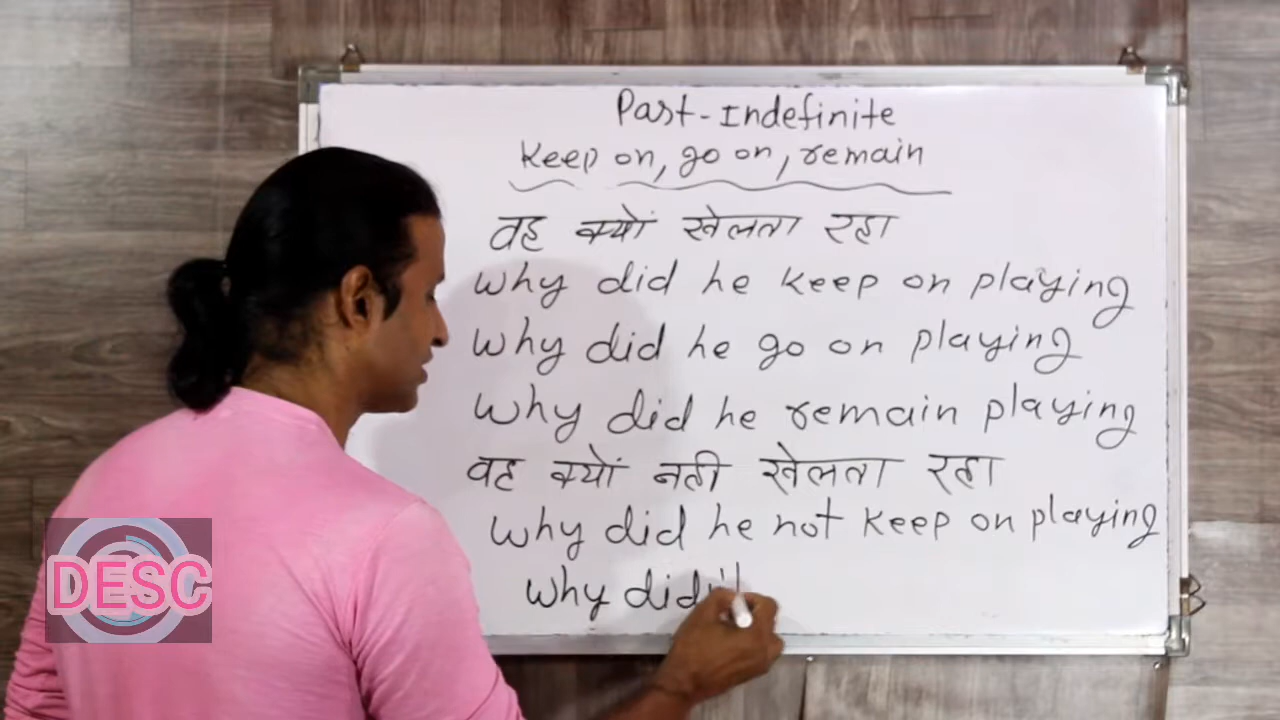 Past-Indefinite
Keep on, go on, remain
वह क्यों खेलता रहा
Why did he keep on playing
Why did he go on playing
Why did he remain playing
वह क्यों नही खेलता रहा
Why did he not keep on playing
Why
DESC